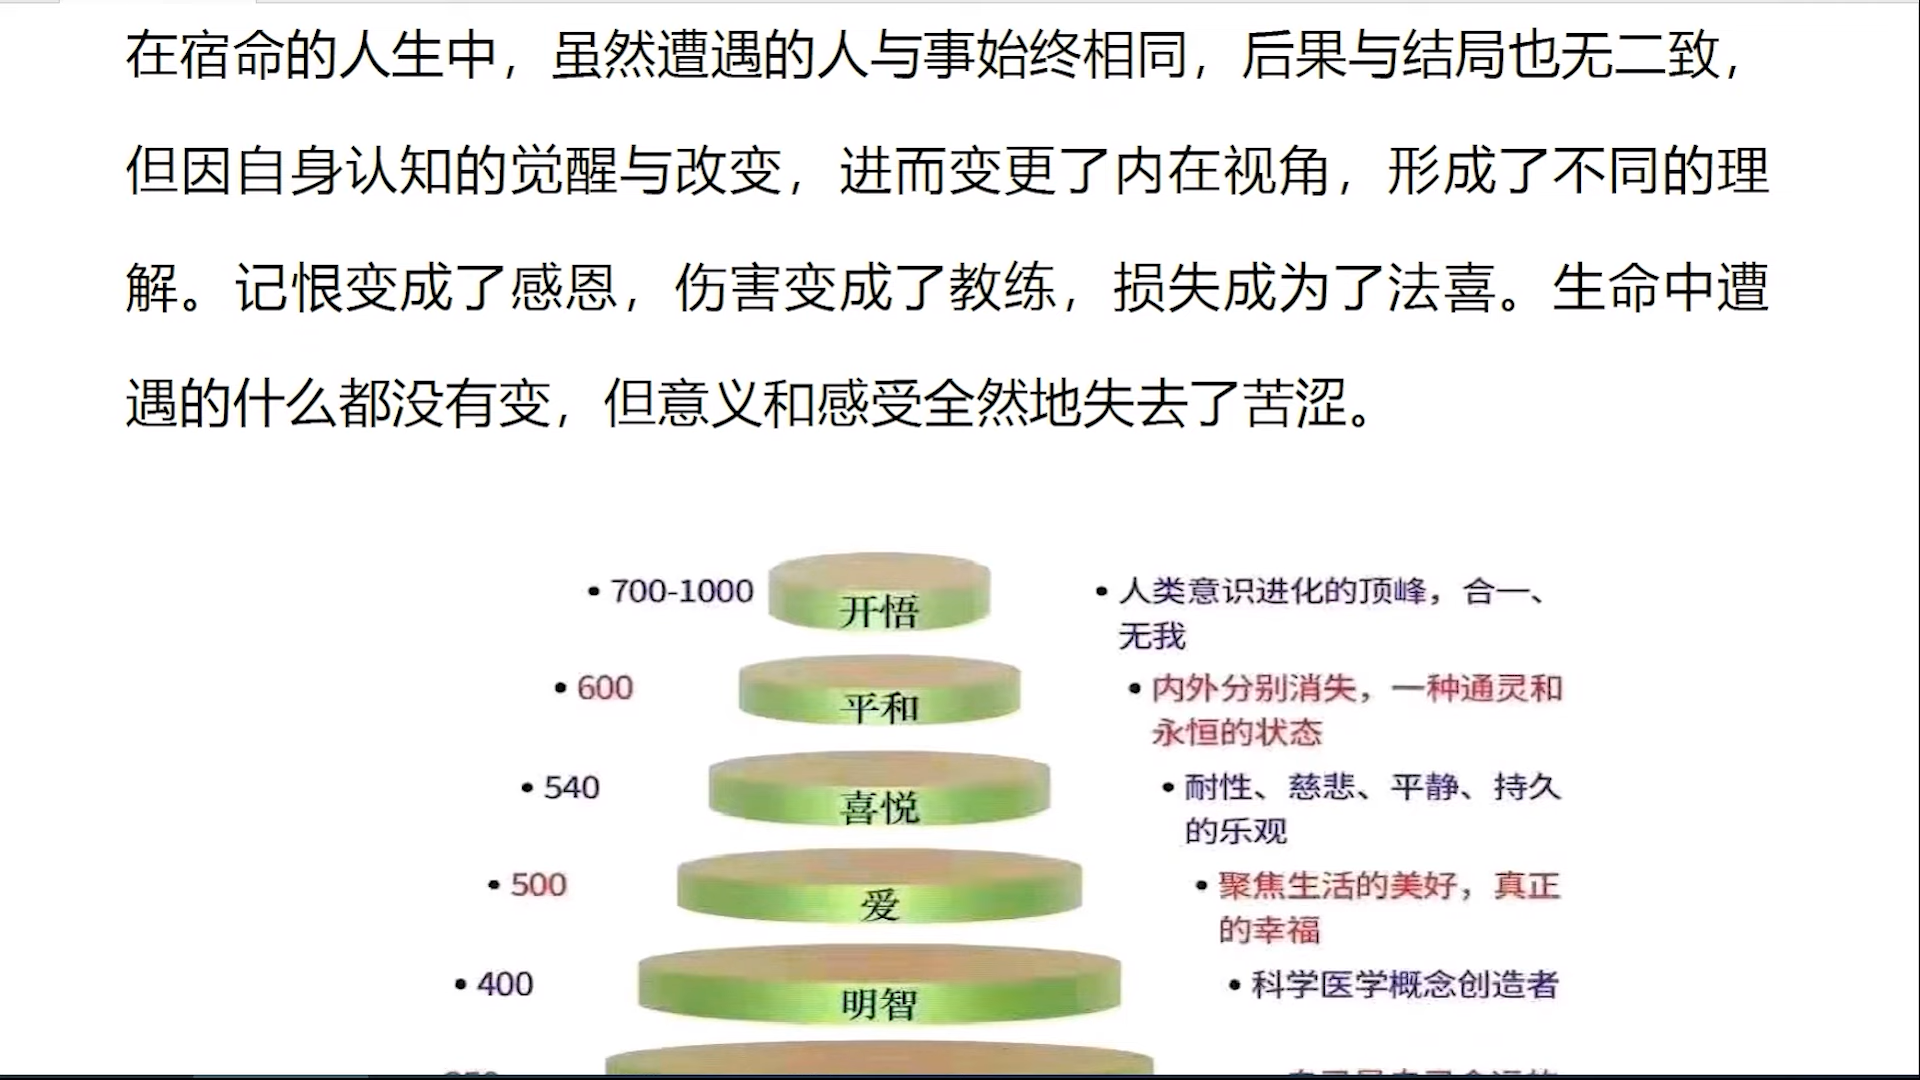 在宿命的人生中，虽然遭遇的人与事始终相同，后果与结局也无二致，
但因自身认知的觉醒与改变，进而变更了内在视角，形成了不同的理
解。记恨变成了感恩，伤害变成了教练，损失成为了法喜。生命中遭
遇的什么都没有变，但意义和感受全然地失去了苦涩。
• 700-1000
开悟
• 人类意识进化的顶峰，合一、
无我
• 600
平和
• 内外分别消失，一种通灵和
永恒的状态
• 540
喜悦
• 耐性、慈悲、平静、持久
的乐观
• 500
爱
• 聚焦生活的美好，真正
的幸福
• 400
明智
• 科学医学概念创造者